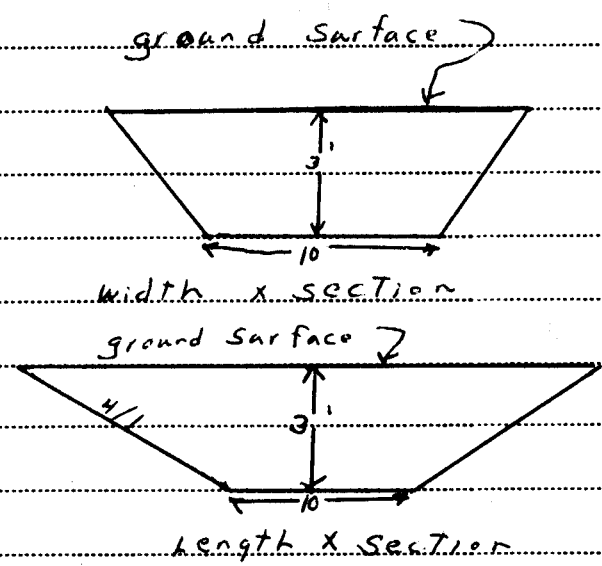 ground surface
3'
10
width x section
ground surface
4/1
3'
10
Length x section